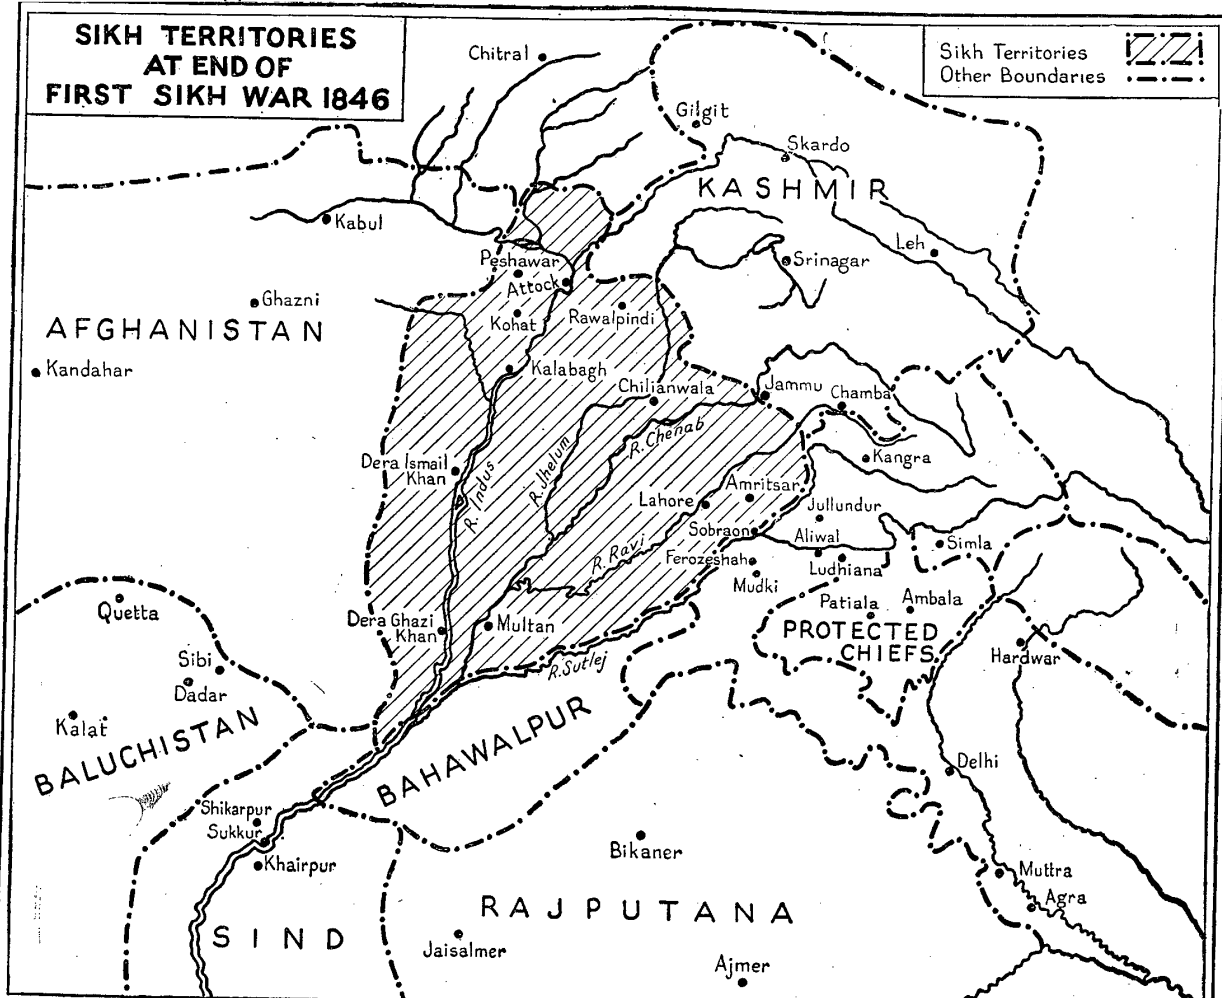 SIKH TERRITORIES
AT END OF
FIRST SIKH WAR 1846
Sikh Territories
Other Boundaries
Chitral
Gilgit
Skardo
KASHMIR
Kabul
Leh
Peshawar
Srinagar
Attock
Ghazni
Kohat
Rawalpindi
AFGHANISTAN
Kandahar
Kalabagh
Chilianwala
Jammu
Chamba
R. Chenab
Dera Ismail
Khan
R. Indus
R. Jhelum
Kangra
Amritsar
Lahore
Jullundur
Sobraon
Aliwal
Simla
R. Ravi
Ferozeshah
Ludhiana
Mudki
Quetta
Patiala
Ambala
Dera Ghazi
Khan
Multan
PROTECTED
CHIEFS
Hardwar
Sibi
R. Sutlej
Dadar
Kalat
BALUCHISTAN
BAHAWALPUR
Delhi
Shikarpur
Sukkur
Khairpur
Bikaner
Muttra
Agra
RAJPUTANA
SIND
Jaisalmer
Ajmer